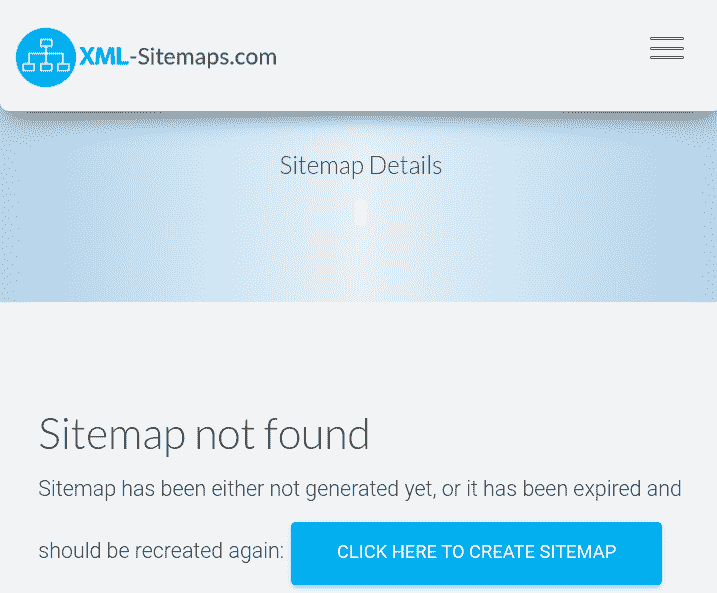 XML-Sitemaps.com
Sitemap Details
Sitemap not found
Sitemap has been either not generated yet, or it has been expired and
should be recreated again: CLICK HERE TO CREATE SITEMAP